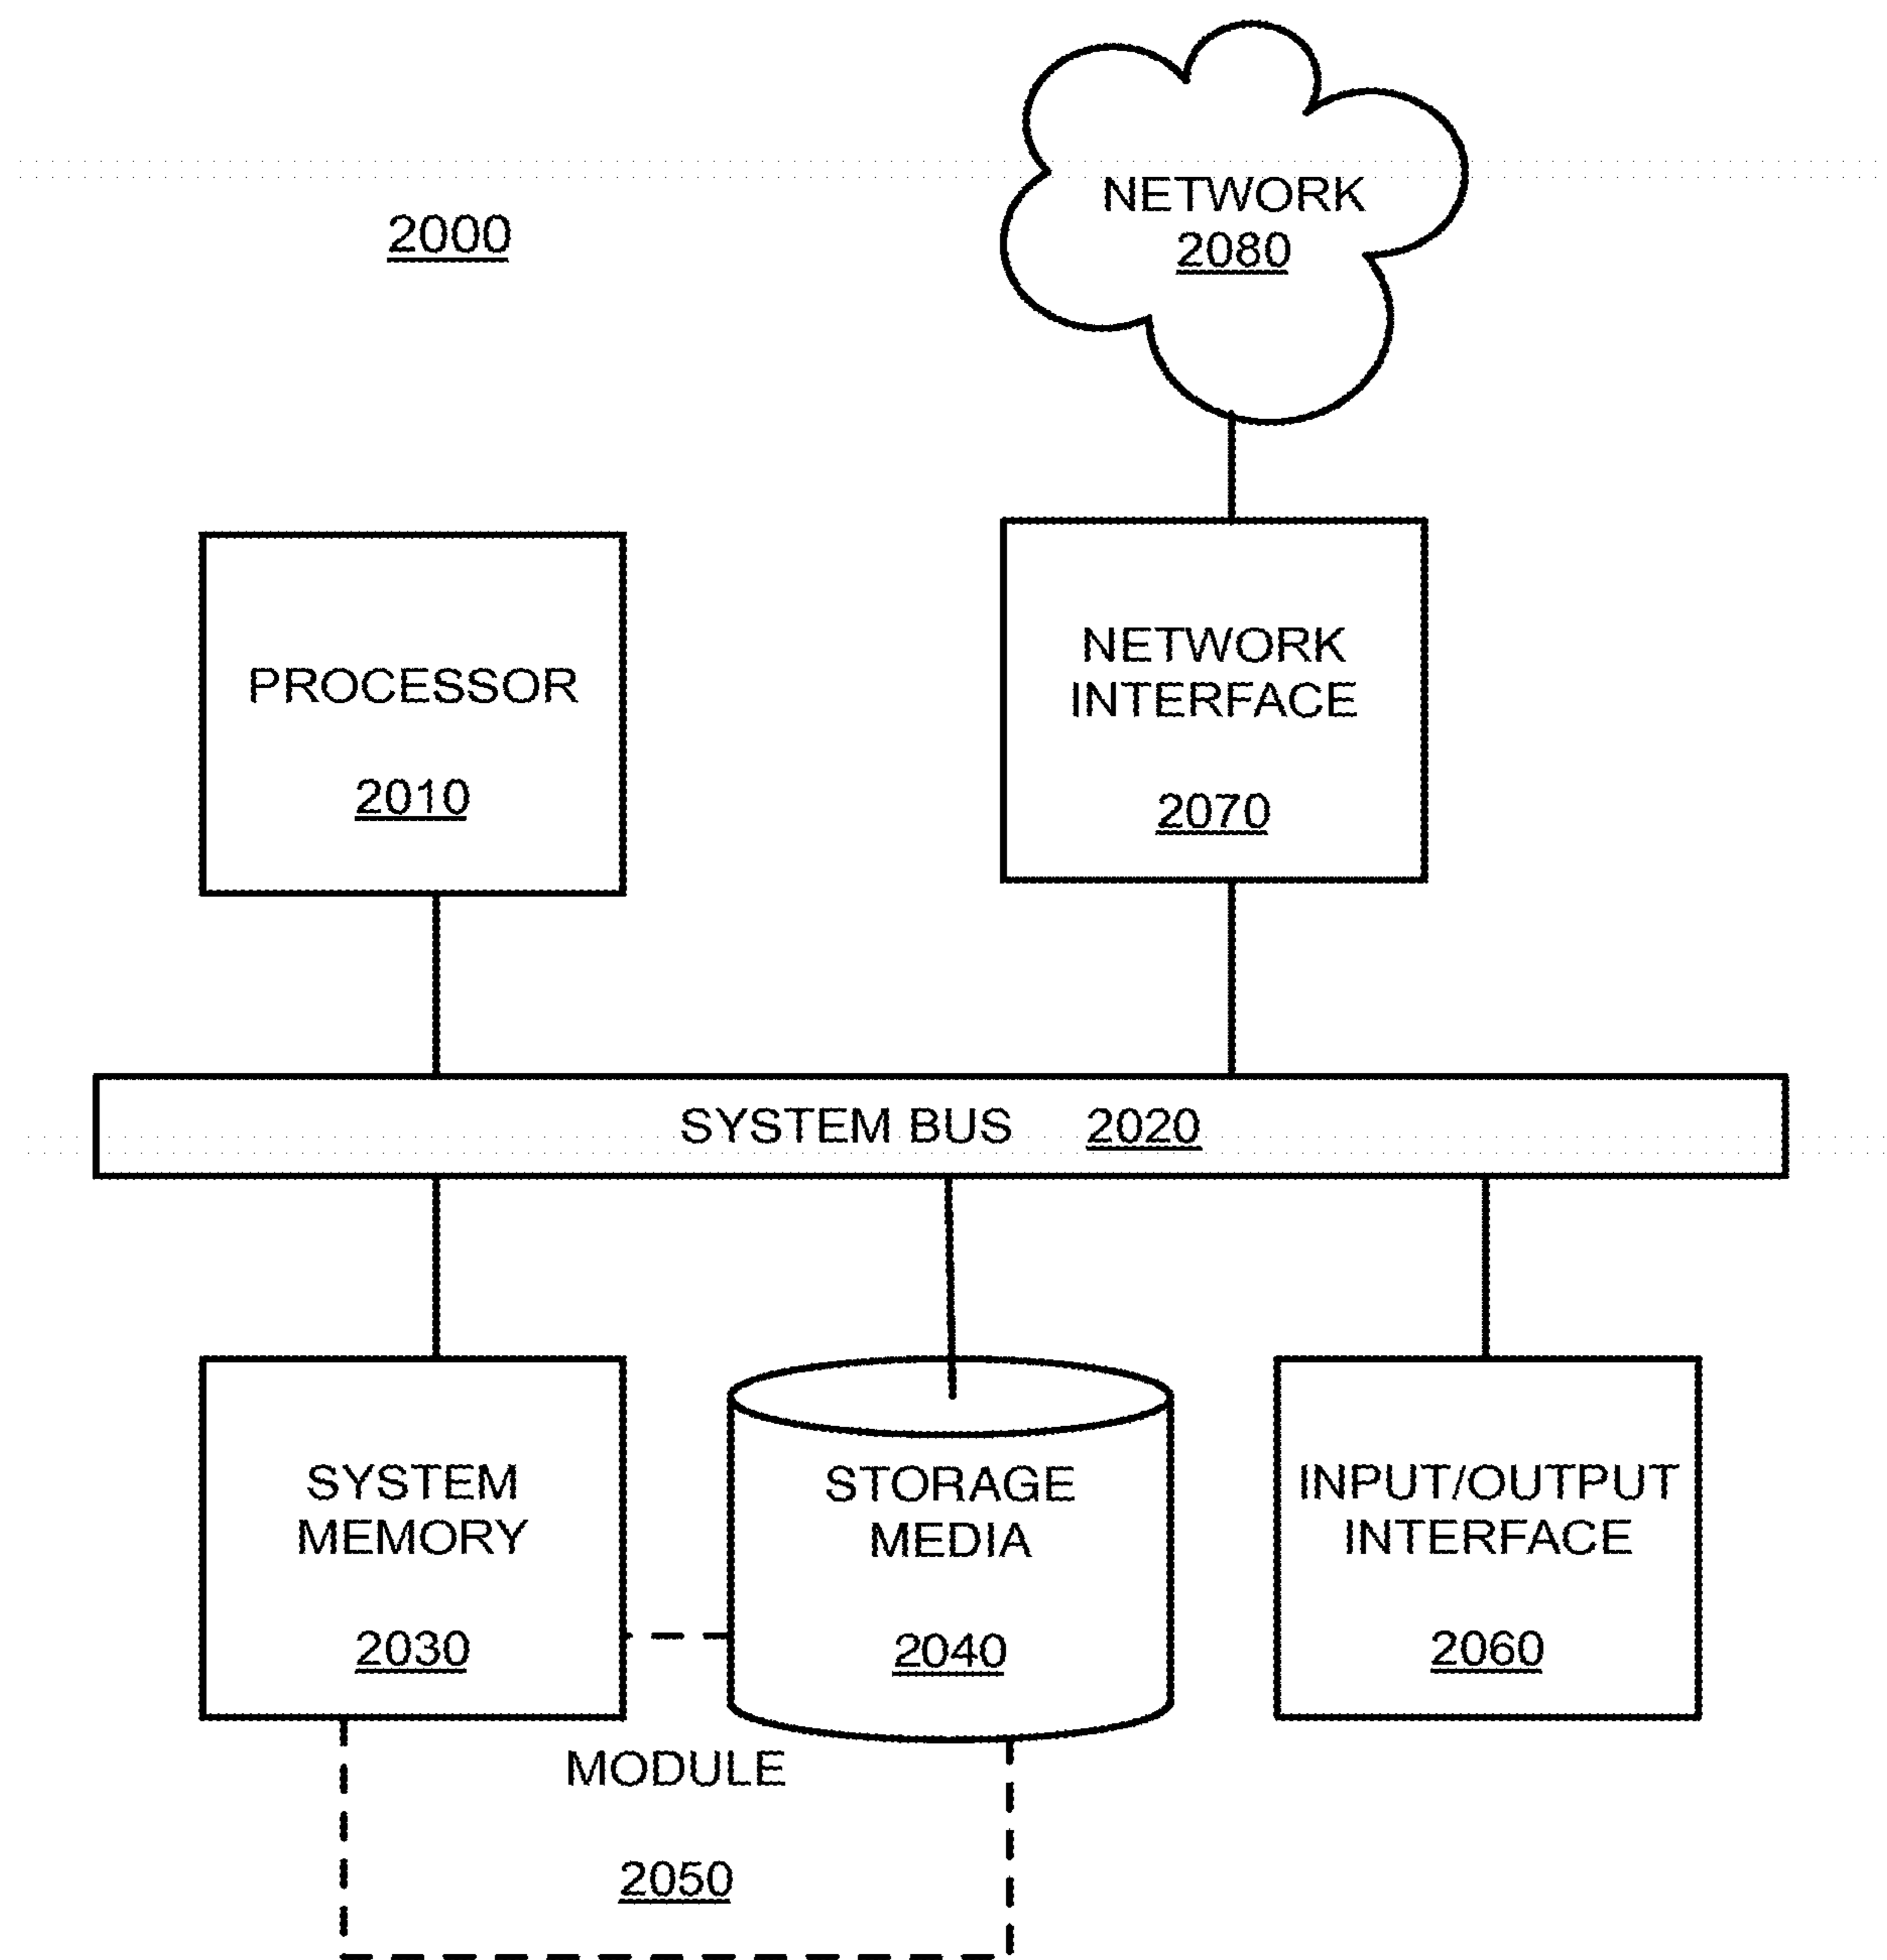 2000
NETWORK
2080
PROCESSOR
2010
NETWORK
INTERFACE
2070
SYSTEM BUS 2020
SYSTEM
MEMORY
2030
STORAGE
MEDIA
2040
INPUT/OUTPUT
INTERFACE
2060
MODULE
2050